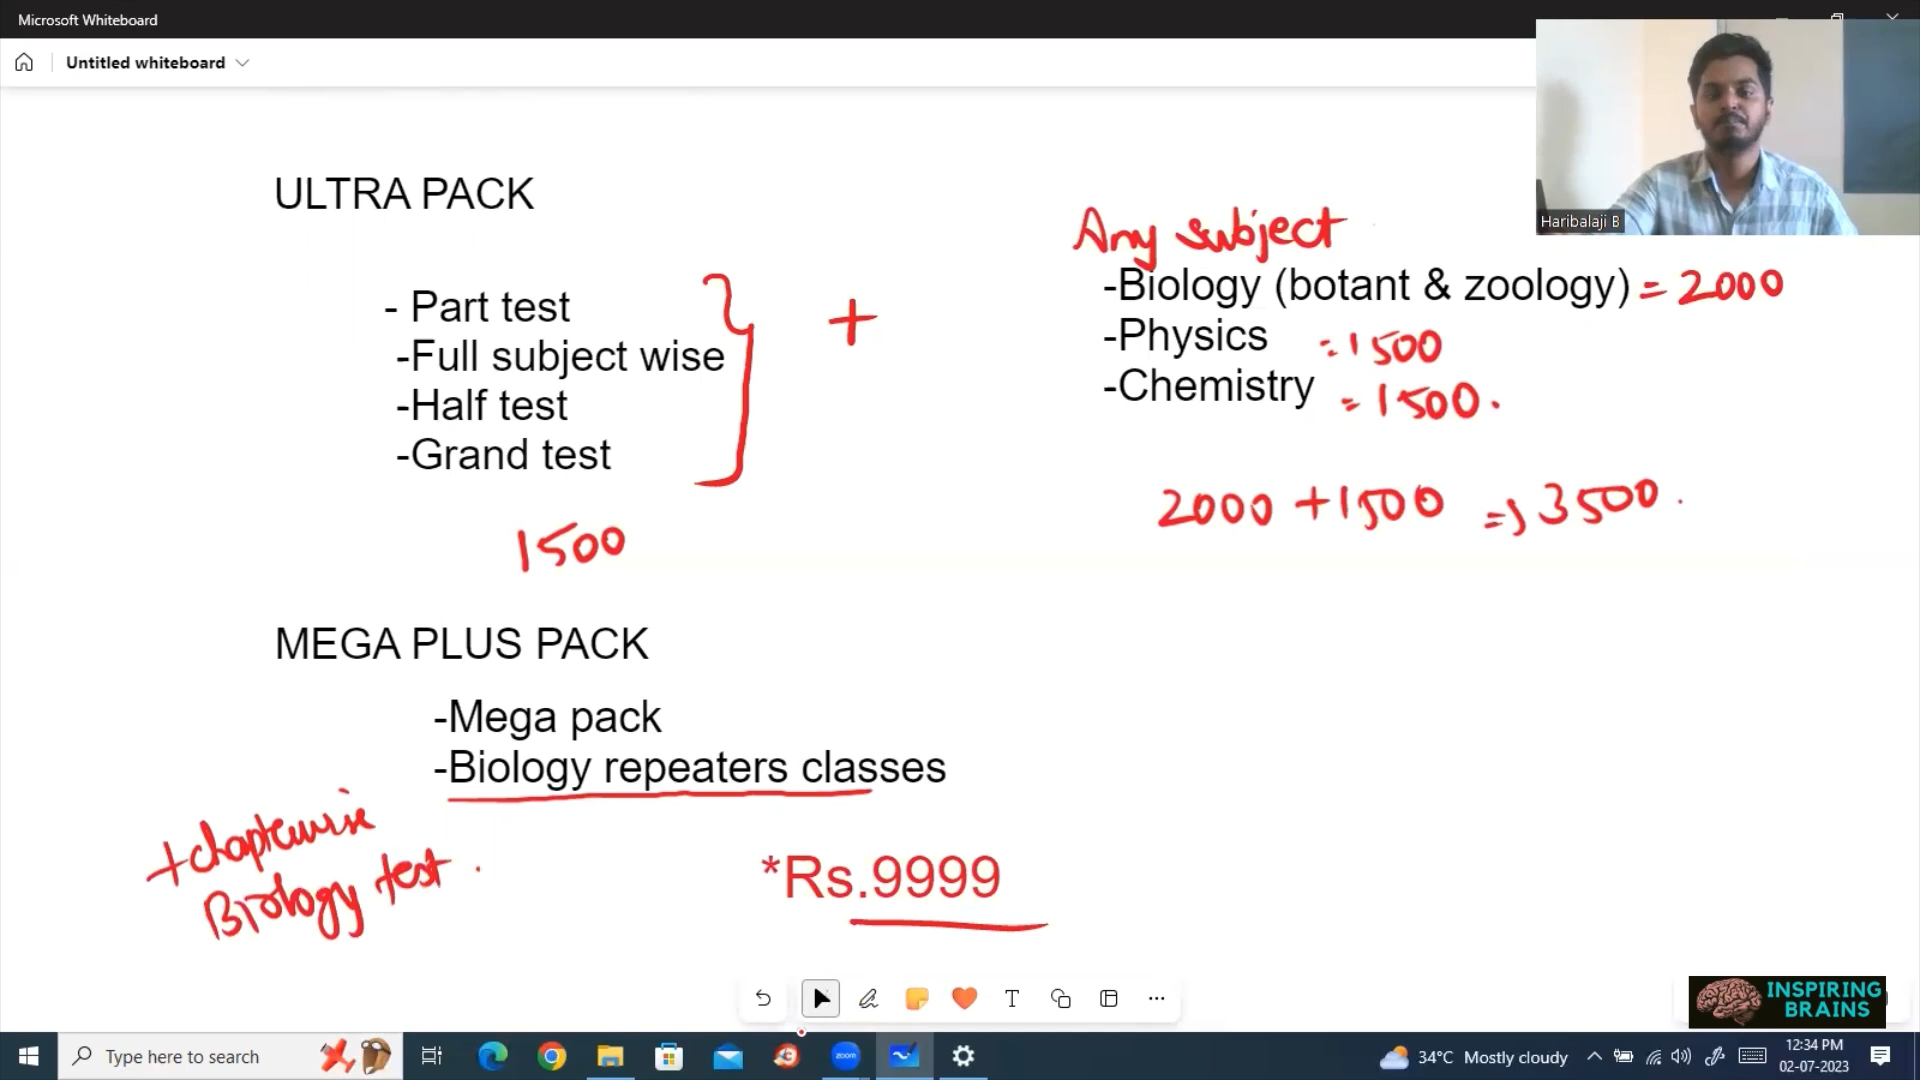 Microsoft Whiteboard
Untitled whiteboard
Haribalaji B
ULTRA PACK
- Part test
-Full subject wise
-Half test
-Grand test
1500
+
Any subject
-Biology (botant & zoology) = 2000
-Physics = 1500
-Chemistry = 1500.
2000 + 1500 => 3500.
MEGA PLUS PACK
-Mega pack
-Biology repeaters classes
+ chapterwise
Biology test.
*Rs.9999
T
INSPIRING
BRAINS
Type here to search
zoom
34°C Mostly cloudy
12:34 PM
02-07-2023